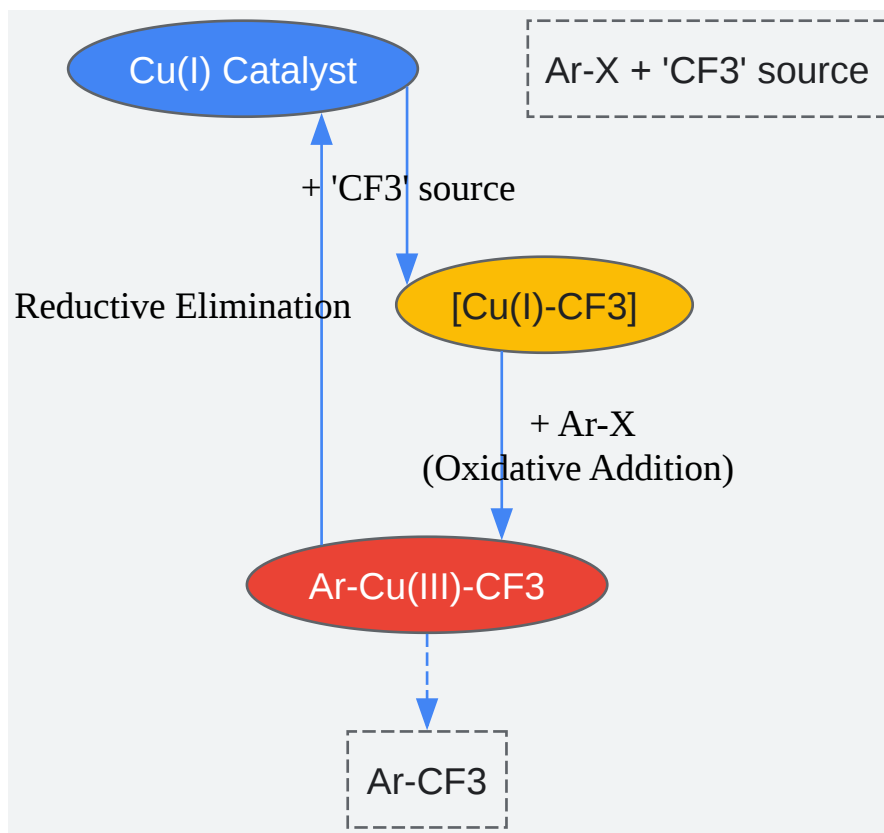 Cu(I) Catalyst
Ar-X + 'CF3' source
+ 'CF3' source
Reductive Elimination
[Cu(I)-CF3]
+ Ar-X
(Oxidative Addition)
Ar-Cu(III)-CF3
Ar-CF3